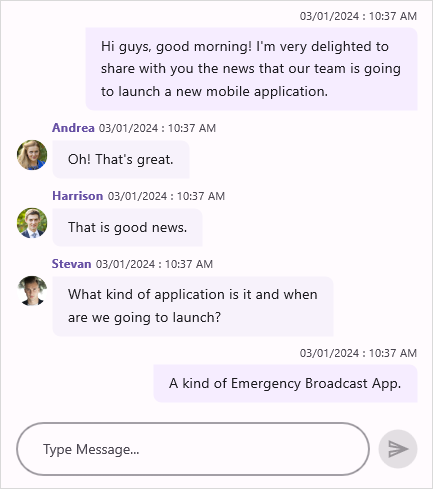 03/01/2024 : 10:37 AM
Hi guys, good morning! I'm very delighted to
share with you the news that our team is going
to launch a new mobile application.
Andrea 03/01/2024 : 10:37 AM
Oh! That's great.
Harrison 03/01/2024 : 10:37 AM
That is good news.
Stevan 03/01/2024 : 10:37 AM
What kind of application is it and when
are we going to launch?
03/01/2024 : 10:37 AM
A kind of Emergency Broadcast App.
Type Message...